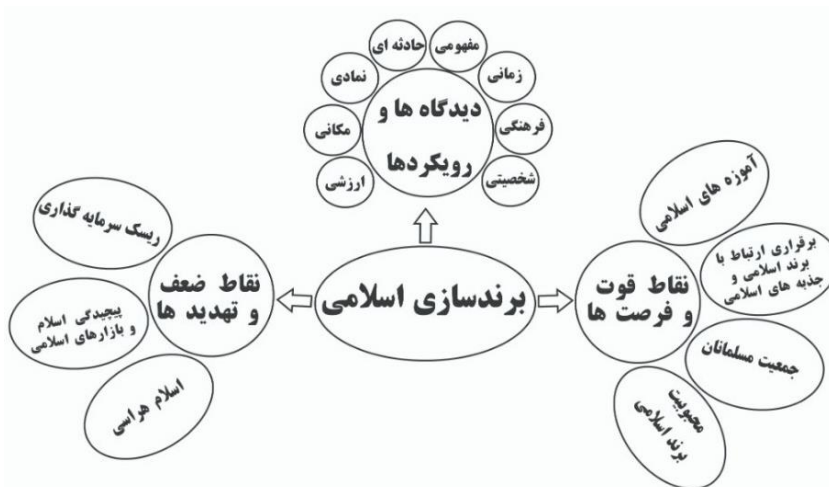 حادثه ای
مفهومی
نمادی
زمانی
مکانی
فرهنگی
ارزشی
شخصیتی
دیدگاه ها و
رویکردها
برندسازی اسلامی
نقاط قوت
و فرصت ها
آموزه های اسلامی
برقراری ارتباط با
برند اسلامی و
جذبه های اسلامی
جمعیت مسلمانان
محبوبیت
برند اسلامی
نقاط ضعف
و تهدید ها
ریسک سرمایه گذاری
پیچیدگی اسلام
و بازارهای اسلامی
اسلام هراسی